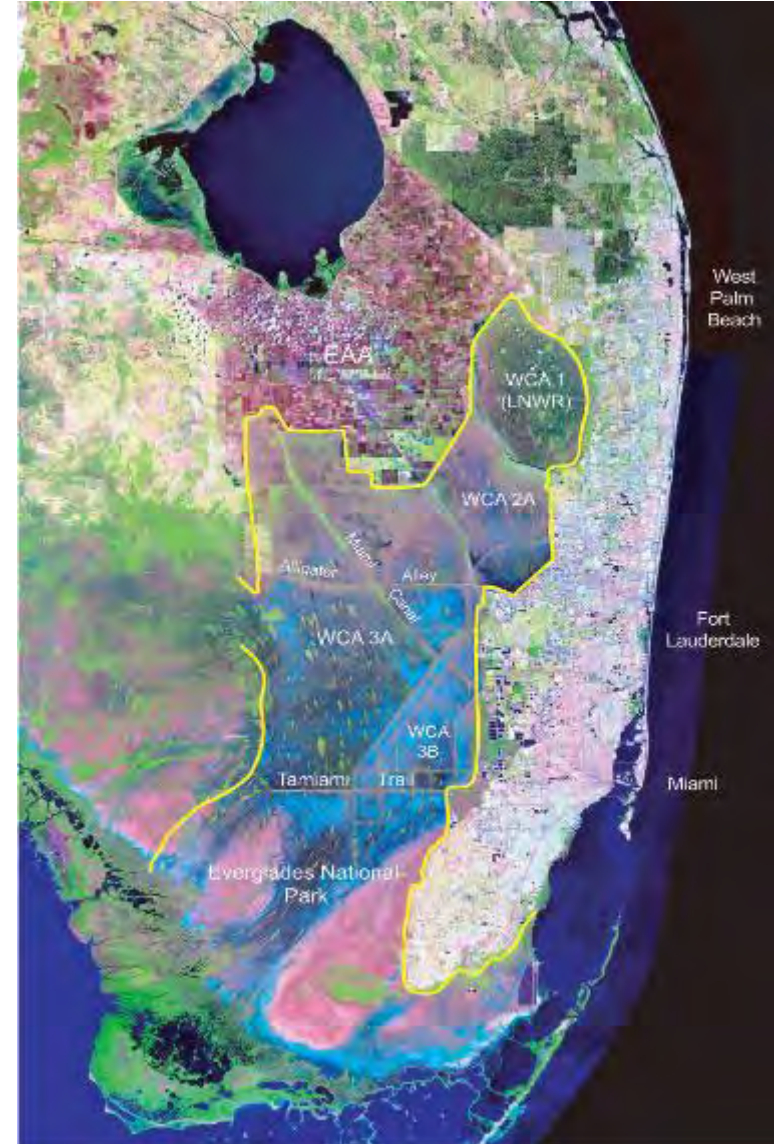 West
Palm
Beach
EAA
WCA 1
(LNWR)
WCA 2A
Miami
Canal
Alligator Alley
WCA 3A
Fort
Lauderdale
WCA
3B
Tamiami Trail
Miami
Everglades National
Park